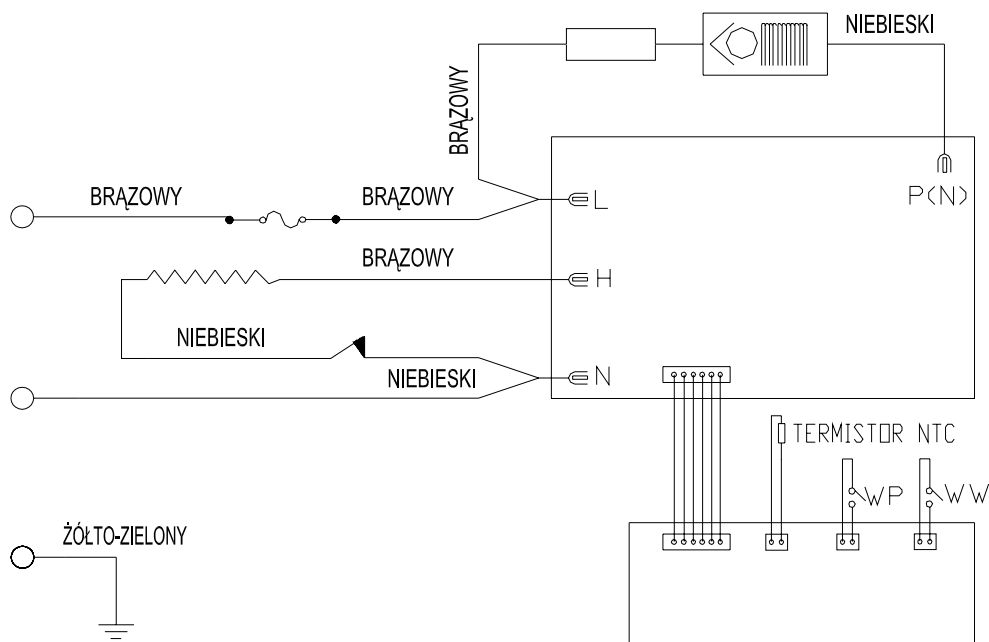 NIEBIESKI
BRĄZOWY
BRĄZOWY
BRĄZOWY
L
P(N)
BRĄZOWY
H
NIEBIESKI
NIEBIESKI
N
TERMISTOR NTC
WP
WW
ŻÓŁTO-ZIELONY